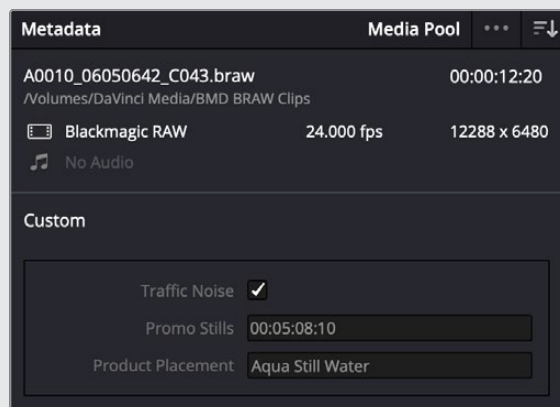 Metadata Media Pool
A0010_06050642_C043.braw 00:00:12:20
/Volumes/DaVinci Media/BMD BRAW Clips
Blackmagic RAW 24.000 fps 12288 x 6480
No Audio
Custom
Traffic Noise
Promo Stills 00:05:08:10
Product Placement Aqua Still Water